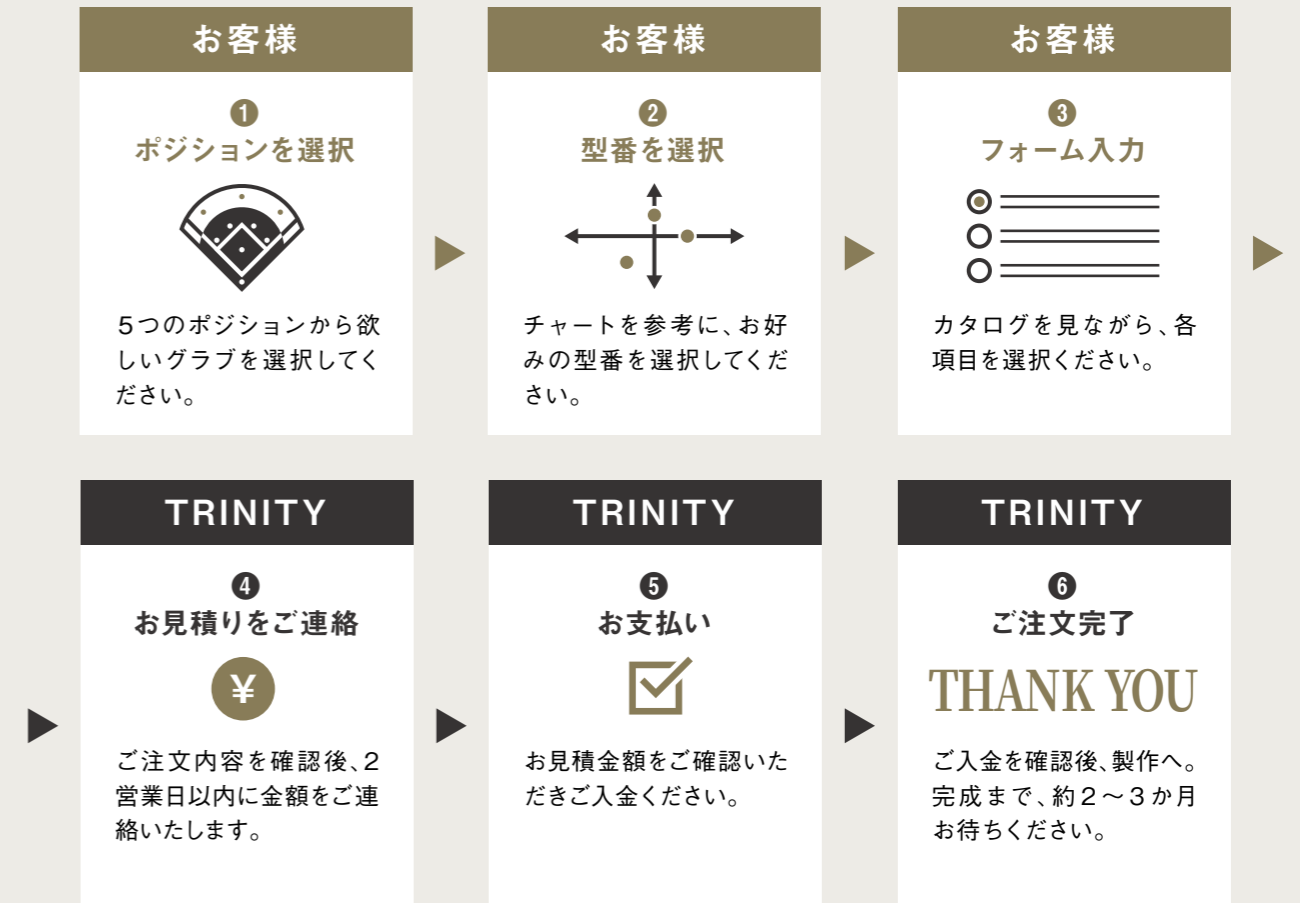 お客様
❶
ポジションを選択
5つのポジションから欲
しいグラブを選択してく
ださい。
お客様
❷
型番を選択
チャートを参考に、お好
みの型番を選択してくだ
さい。
お客様
❸
フォーム入力
カタログを見ながら、各
項目を選択ください。
TRINITY
❹
お見積りをご連絡
¥
ご注文内容を確認後、2
営業日以内に金額をご連
絡いたします。
TRINITY
❺
お支払い
お見積金額をご確認いた
だきご入金ください。
TRINITY
❻
ご注文完了
THANK YOU
ご入金を確認後、製作へ。
完成まで、約2〜3か月
お待ちください。